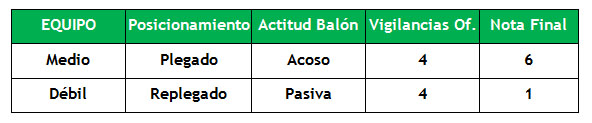 EQUIPO Posicionamiento Actitud Balón Vigilancias Of. Nota Final
Medio Plegado Acoso 4 6
Débil Replegado Pasiva 4 1